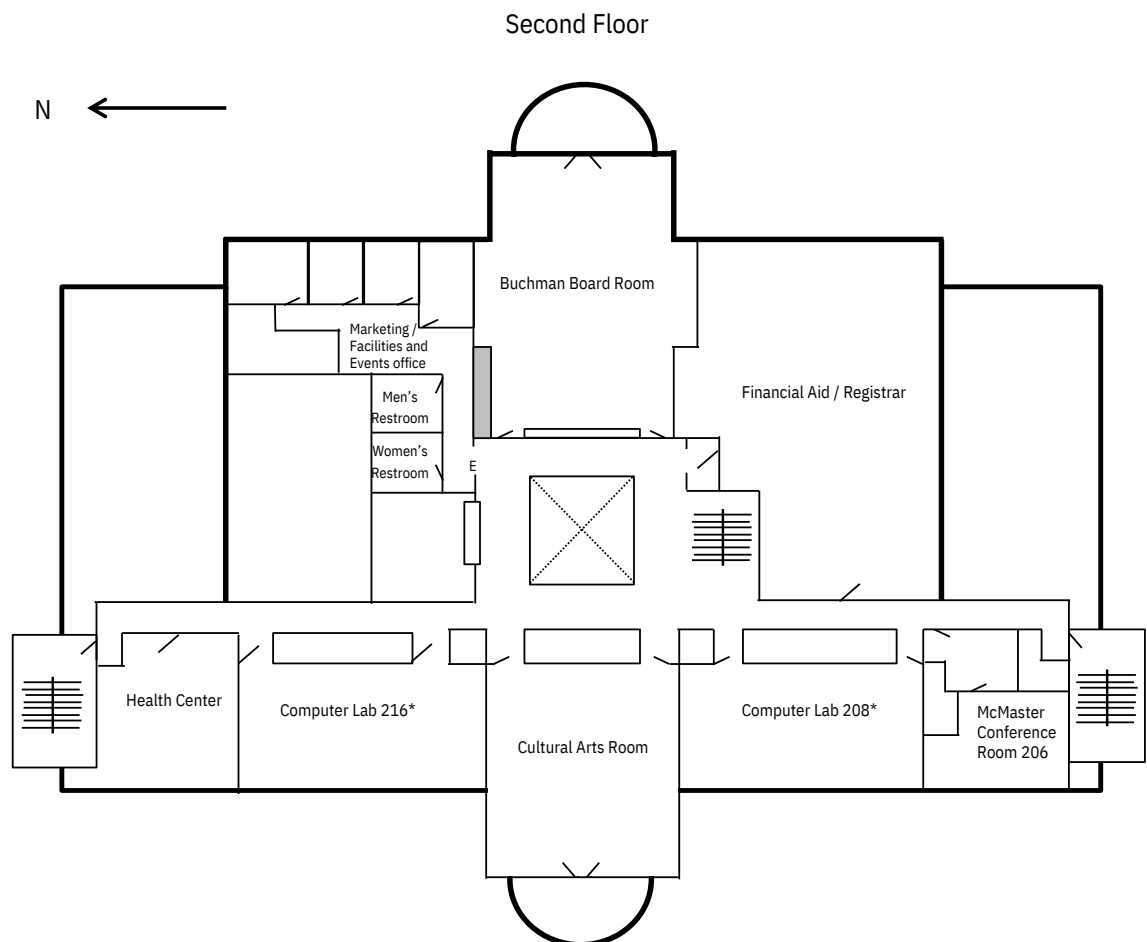 Second Floor
N
Buchman Board Room
Marketing /
Facilities and
Events office
Financial Aid / Registrar
Men's
Restroom
Women's
Restroom
E
Health Center
Computer Lab 216*
Cultural Arts Room
Computer Lab 208*
McMaster
Conference
Room 206